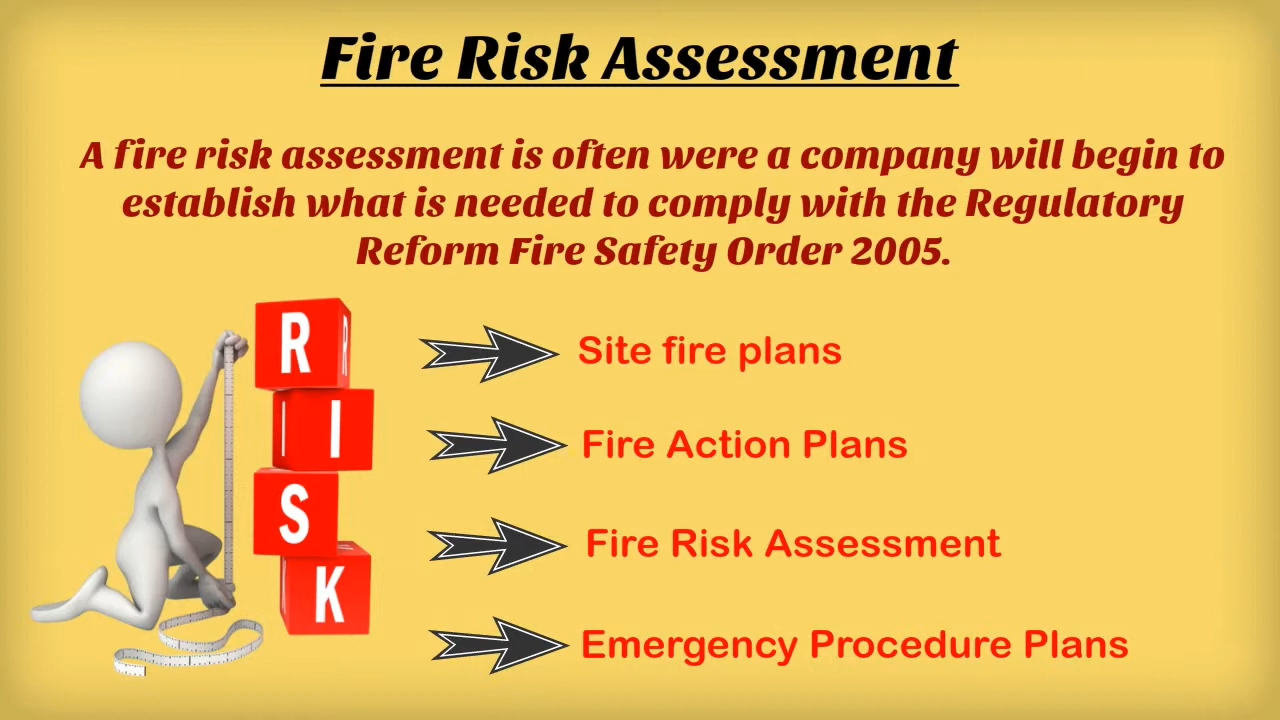 Fire Risk Assessment
A fire risk assessment is often were a company will begin to
establish what is needed to comply with the Regulatory
Reform Fire Safety Order 2005.
R R
I I
S
K
Site fire plans
Fire Action Plans
Fire Risk Assessment
Emergency Procedure Plans